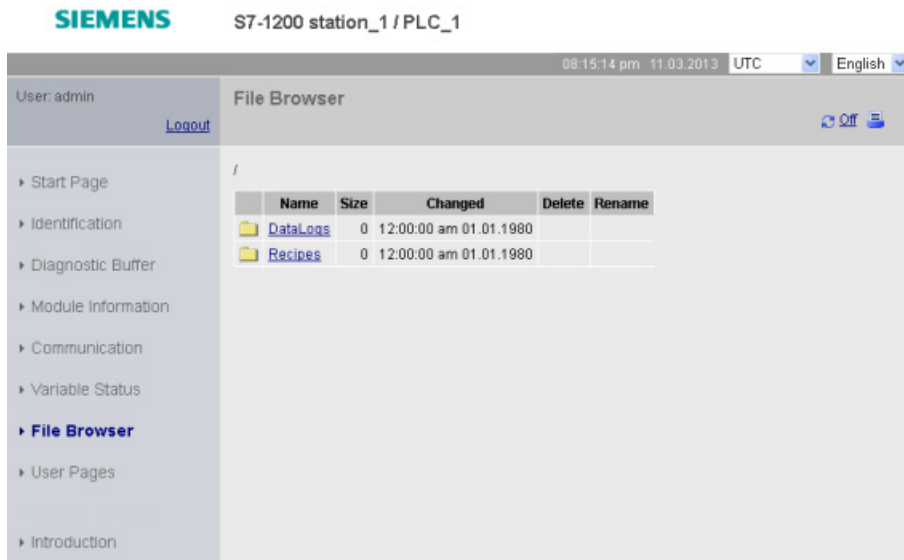 SIEMENS S7-1200 station_1 / PLC_1
08:15:14 pm 11.03.2013 UTC English
User: admin
Logout
File Browser
Off
Start Page
Identification
Diagnostic Buffer
Module Information
Communication
Variable Status
File Browser
User Pages
Introduction
/
Name Size Changed Delete Rename
DataLogs 0 12:00:00 am 01.01.1980
Recipes 0 12:00:00 am 01.01.1980